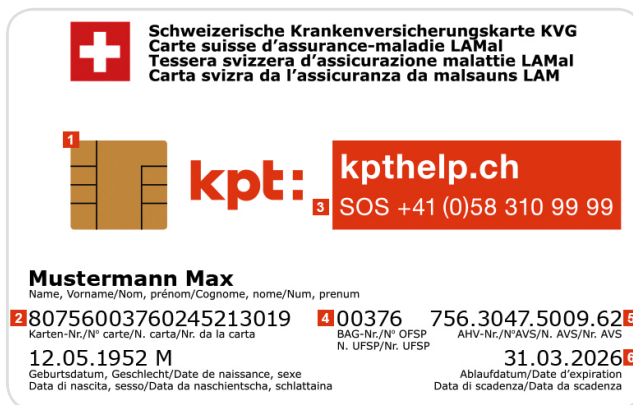 Schweizerische Krankenversicherungskarte KVG
Carte suisse d'assurance-maladie LAMal
Tessera svizzera d'assicurazione malattie LAMal
Carta svizra da l'assicuranza da malsauns LAM
1
kpt:
kpthelp.ch
3 SOS +41 (0)58 310 99 99
Mustermann Max
Name, Vorname/Nom, prénom/Cognome, nome/Num, prenum
2 80756003760245213019 4 00376 756.3047.5009.62 5
Karten-Nr./N° carte/N. carta/Nr. da la carta BAG-Nr./N° OFSP AHV-Nr./N°AVS/N. AVS/Nr. AVS
N. UFSP/Nr. UFSP
12.05.1952 M 31.03.2026 6
Geburtsdatum, Geschlecht/Date de naissance, sexe Ablaufdatum/Date d'expiration
Data di nascita, sesso/Data da naschientscha, schlattaina Data di scadenza/Data da scadenza